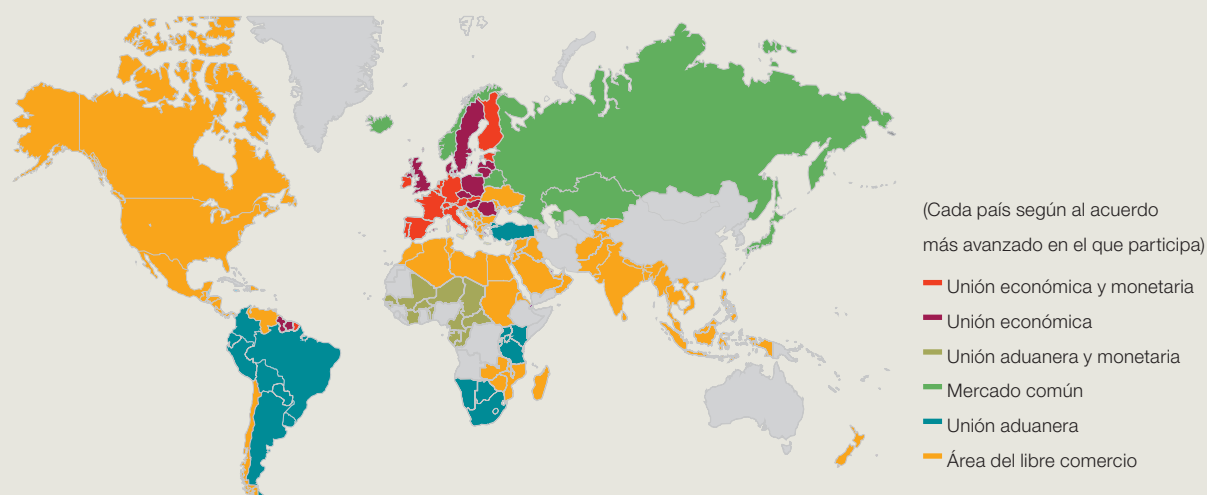 (Cada país según al acuerdo
más avanzado en el que participa)
Unión económica y monetaria
Unión económica
Unión aduanera y monetaria
Mercado común
Unión aduanera
Área del libre comercio